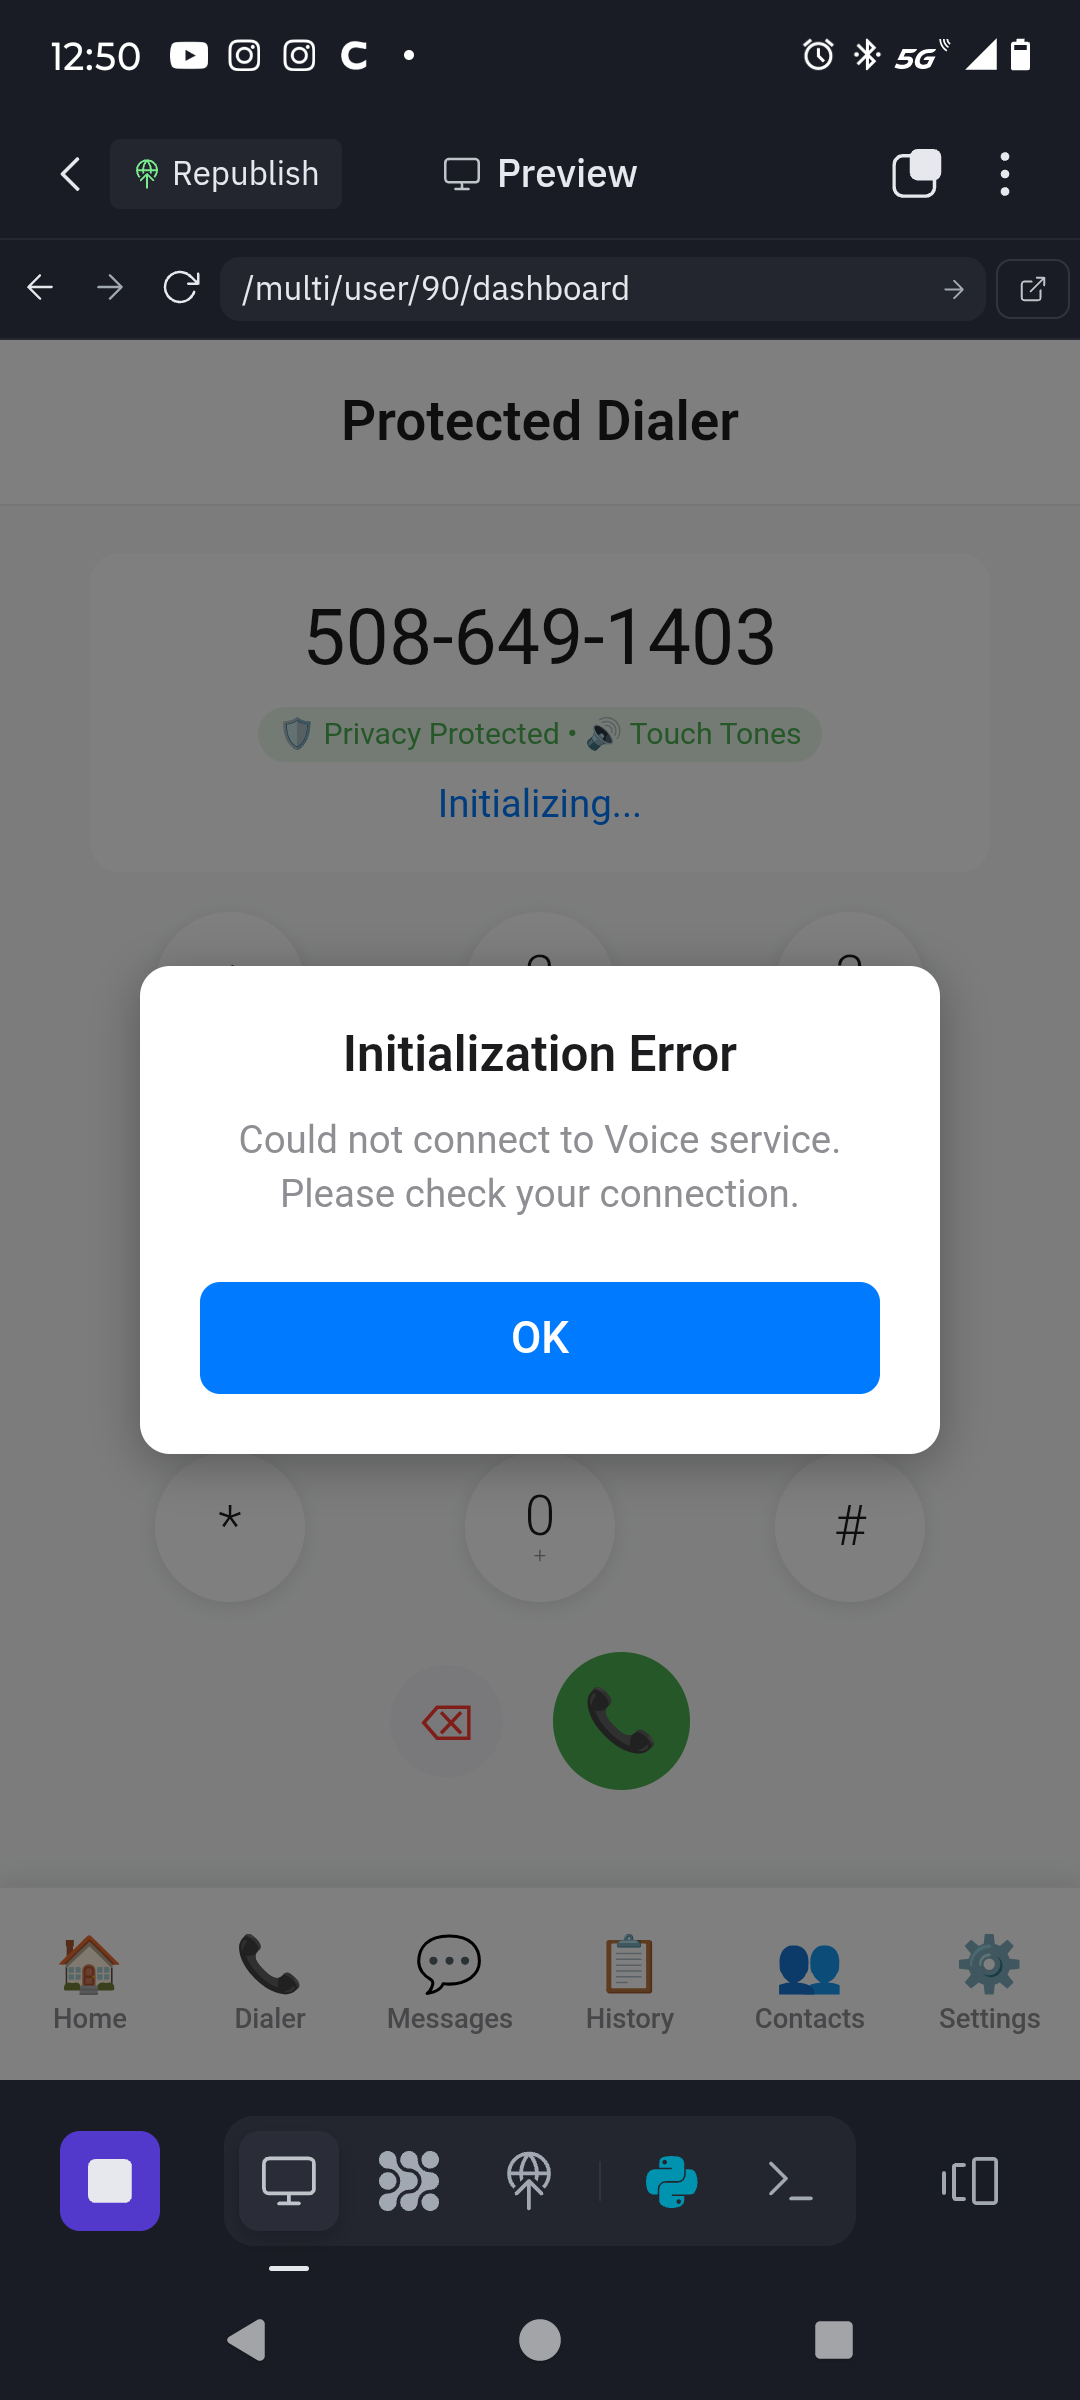 12:50
5G
Republish
Preview
/multi/user/90/dashboard
Protected Dialer
508-649-1403
Privacy Protected • Touch Tones
Initializing...
Initialization Error
Could not connect to Voice service.
Please check your connection.
OK
* 0 #
+
Home Dialer Messages History Contacts Settings